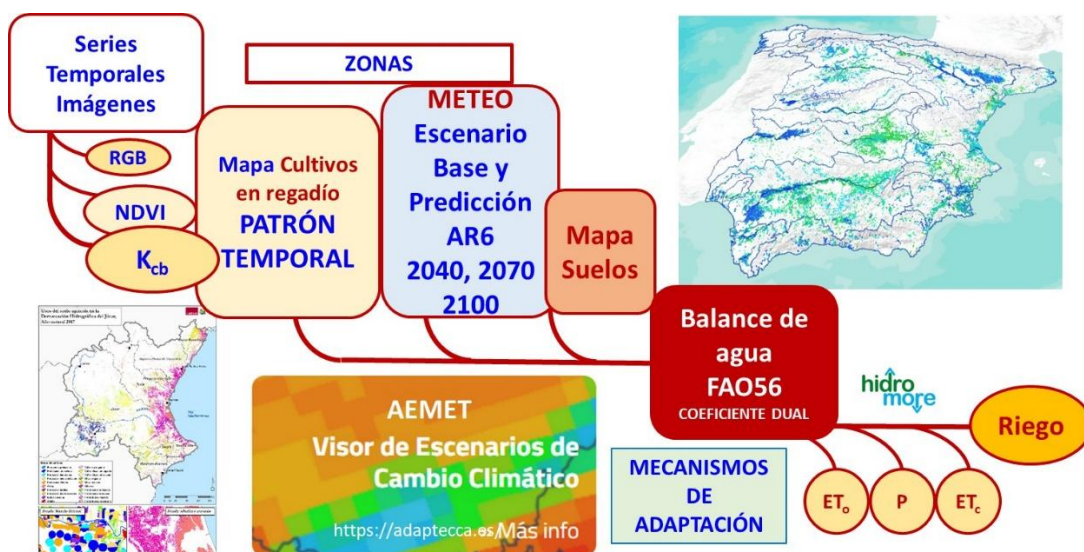 Series
Temporales
Imágenes
RGB
NDVI
Kcb
ZONAS
Mapa Cultivos
en regadío
PATRÓN
TEMPORAL
METEO
Escenario
Base y
Predicción
AR6
2040, 2070
2100
Mapa
Suelos
Balance de
agua
FAO56
COEFICIENTE DUAL
hidro
more
Riego
ETo
P
ETc
AEMET
Visor de Escenarios de
Cambio Climático
https://adaptecca.es/Más info
MECANISMOS
DE
ADAPTACIÓN